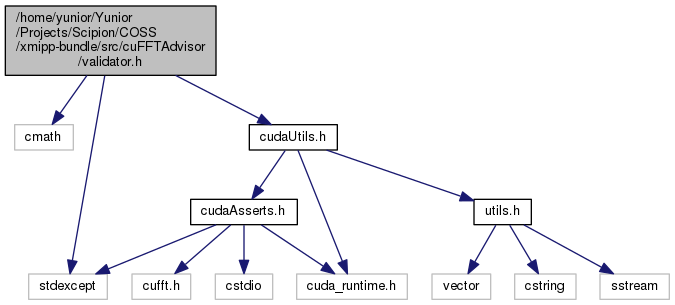 /home/yunior/Yunior
/Projects/Scipion/COSS
/xmipp-bundle/src/cuFFTAdvisor
/validator.h
cmath
cudaUtils.h
cudaAsserts.h
utils.h
stdexcept
cufft.h
cstdio
cuda_runtime.h
vector
cstring
sstream